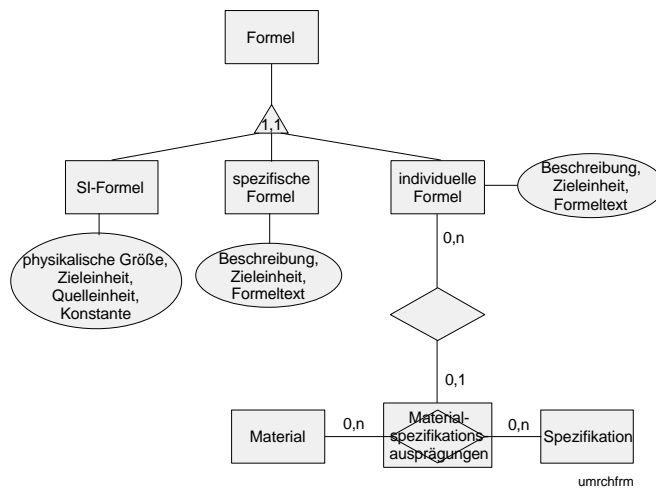 Formel
1,1
SI-Formel
spezifische
Formel
individuelle
Formel
Beschreibung,
Zieleinheit,
Formeltext
physikalische Größe,
Zieleinheit,
Quelleinheit,
Konstante
Beschreibung,
Zieleinheit,
Formeltext
0,n
0,1
Material
0,n
Material-
spezifikations
ausprägungen
0,n
Spezifikation
umrchfrm